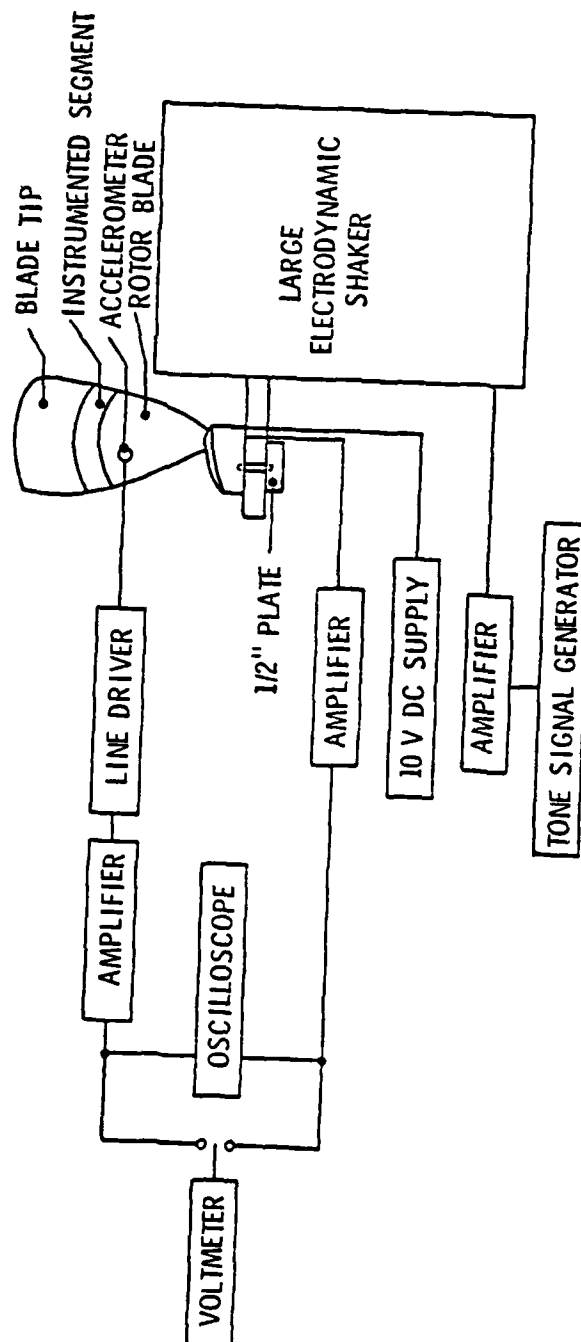 BLADE TIP
INSTRUMENTED SEGMENT
ACCELEROMETER
ROTOR BLADE
LARGE
ELECTRODYNAMIC
SHAKER
LINE DRIVER
AMPLIFIER
OSCILLOSCOPE
VOLTMETER
1/2" PLATE
AMPLIFIER
10 V DC SUPPLY
AMPLIFIER
TONE SIGNAL GENERATOR